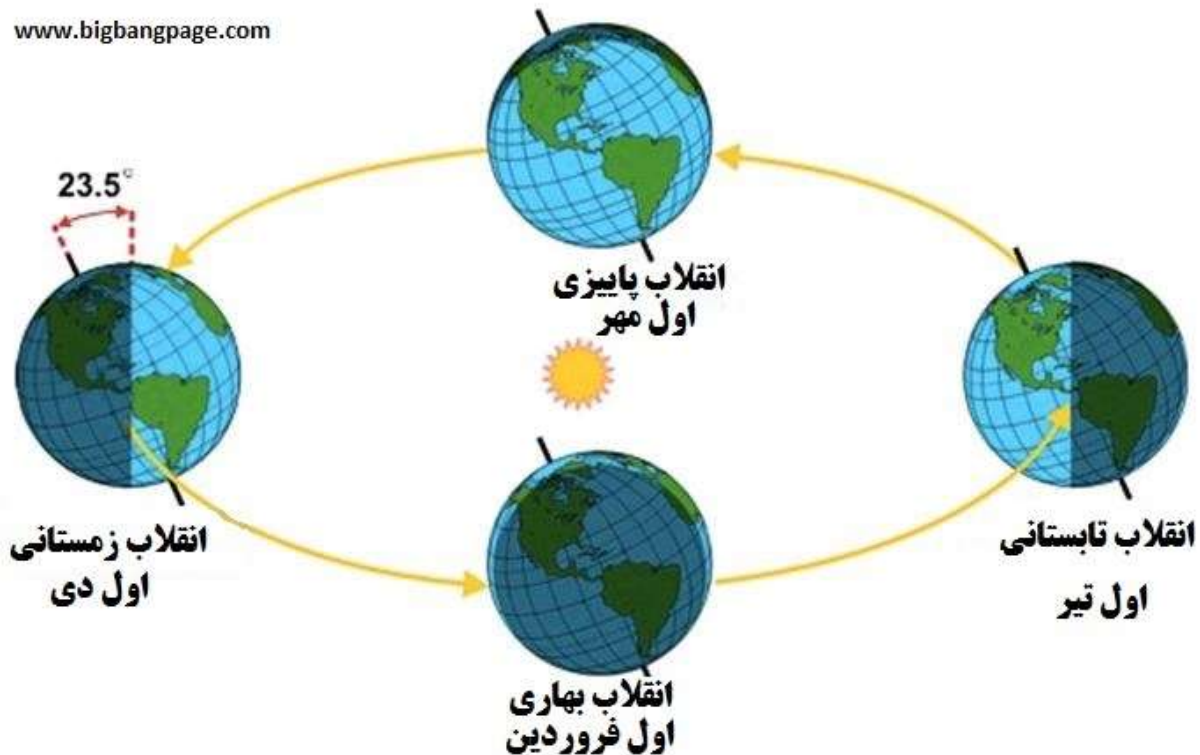 www.bigbangpage.com
23.5°
انقلاب پاییزی
اول مهر
انقلاب زمستانی
اول دی
انقلاب تابستانی
اول تیر
انقلاب بهاری
اول فروردین